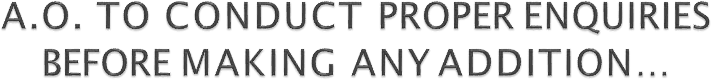 A.O. TO CONDUCT PROPER ENQUIRIES
BEFORE MAKING ANY ADDITION...